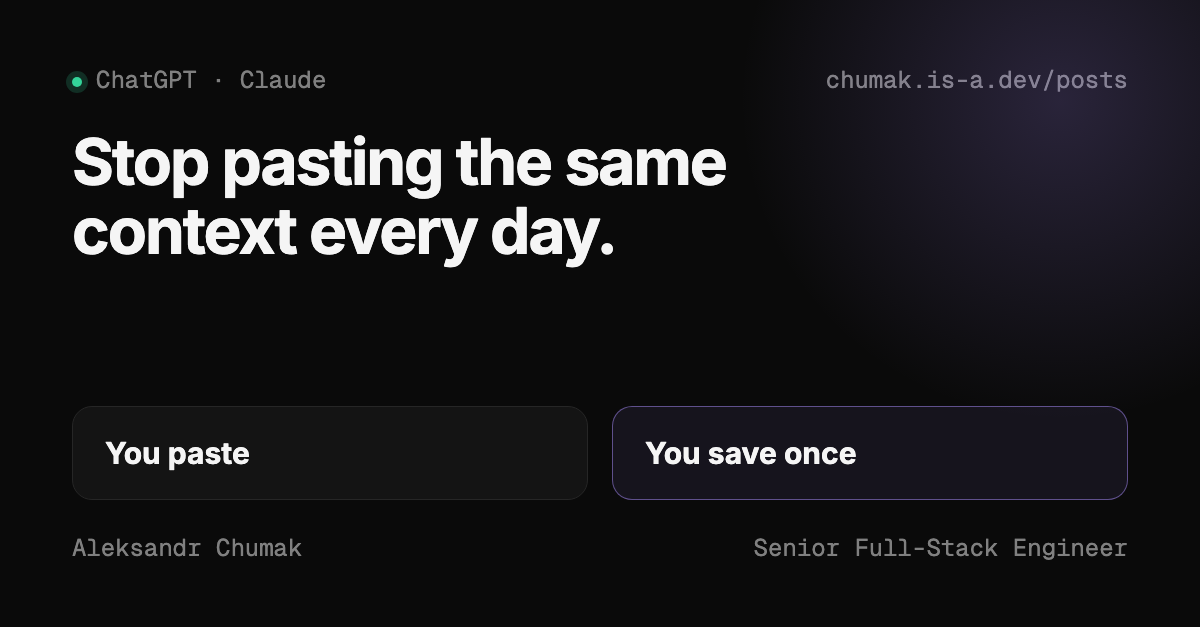 ChatGPT · Claude
chumak.is-a.dev/posts
Stop pasting the same
context every day.
You paste
You save once
Aleksandr Chumak
Senior Full-Stack Engineer